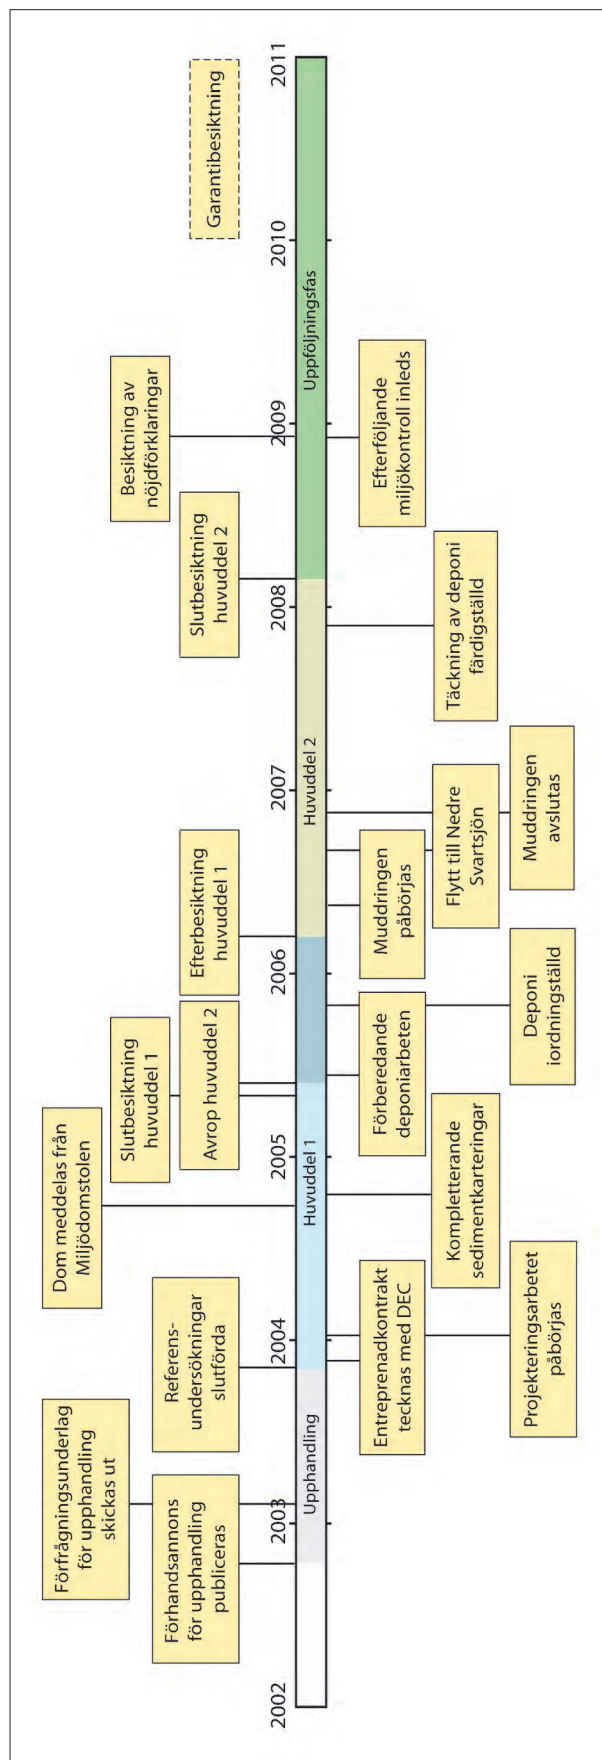 Förfrågningsunderlag
för upphandling
skickas ut
Dom meddelas från
Miljödomstolen
Förhandsannons
för upphandling
publiceras
Referens-
undersökningar
slutförda
Slutbesiktning
huvuddel 1
Avrop huvuddel 2
Efterbesiktning
huvuddel 1
Slutbesiktning
huvuddel 2
Besiktning av
nöjdförklaringar
Garantibesiktning
2002
2003
2004
2005
2006
2007
2008
2009
2010
2011
Upphandling
Huvuddel 1
Huvuddel 2
Uppföljningsfas
Entreprenadkontrakt
tecknas med DEC
Projekteringsarbetet
påbörjas
Kompletterande
sedimentkarteringar
Förberedande
deponiarbeten
Deponi
iordningställd
Muddringen
påbörjas
Flytt till Nedre
Svartsjön
Muddringen
avslutas
Täckning av deponi
färdigställd
Efterföljande
miljökontroll inleds